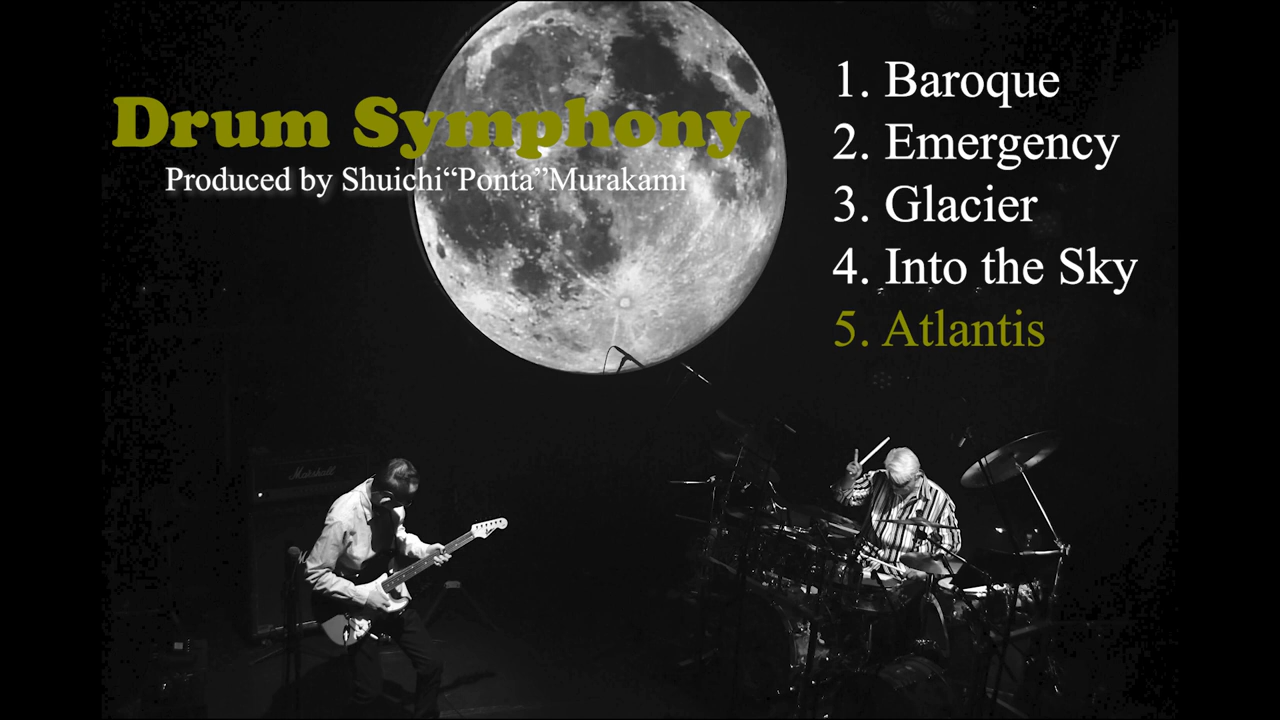 Drum Symphony
Produced by Shuichi“Ponta”Murakami
1. Baroque
2. Emergency
3. Glacier
4. Into the Sky
5. Atlantis
Marshall